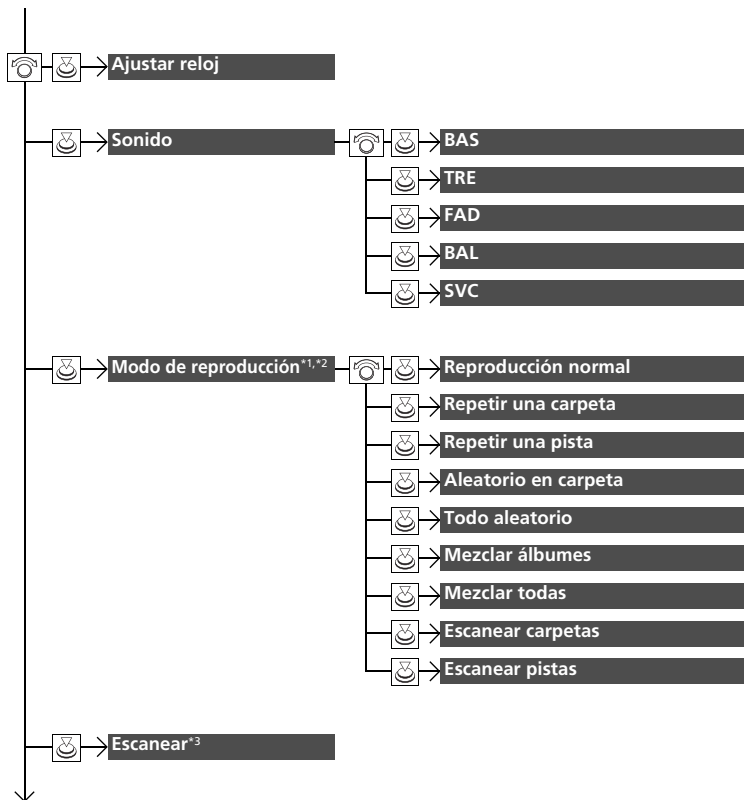 Ajustar reloj
Sonido
BAS
TRE
FAD
BAL
SVC
Modo de reproducción*1,*2
Reproducción normal
Repetir una carpeta
Repetir una pista
Aleatorio en carpeta
Todo aleatorio
Mezclar álbumes
Mezclar todas
Escanear carpetas
Escanear pistas
Escanear*3